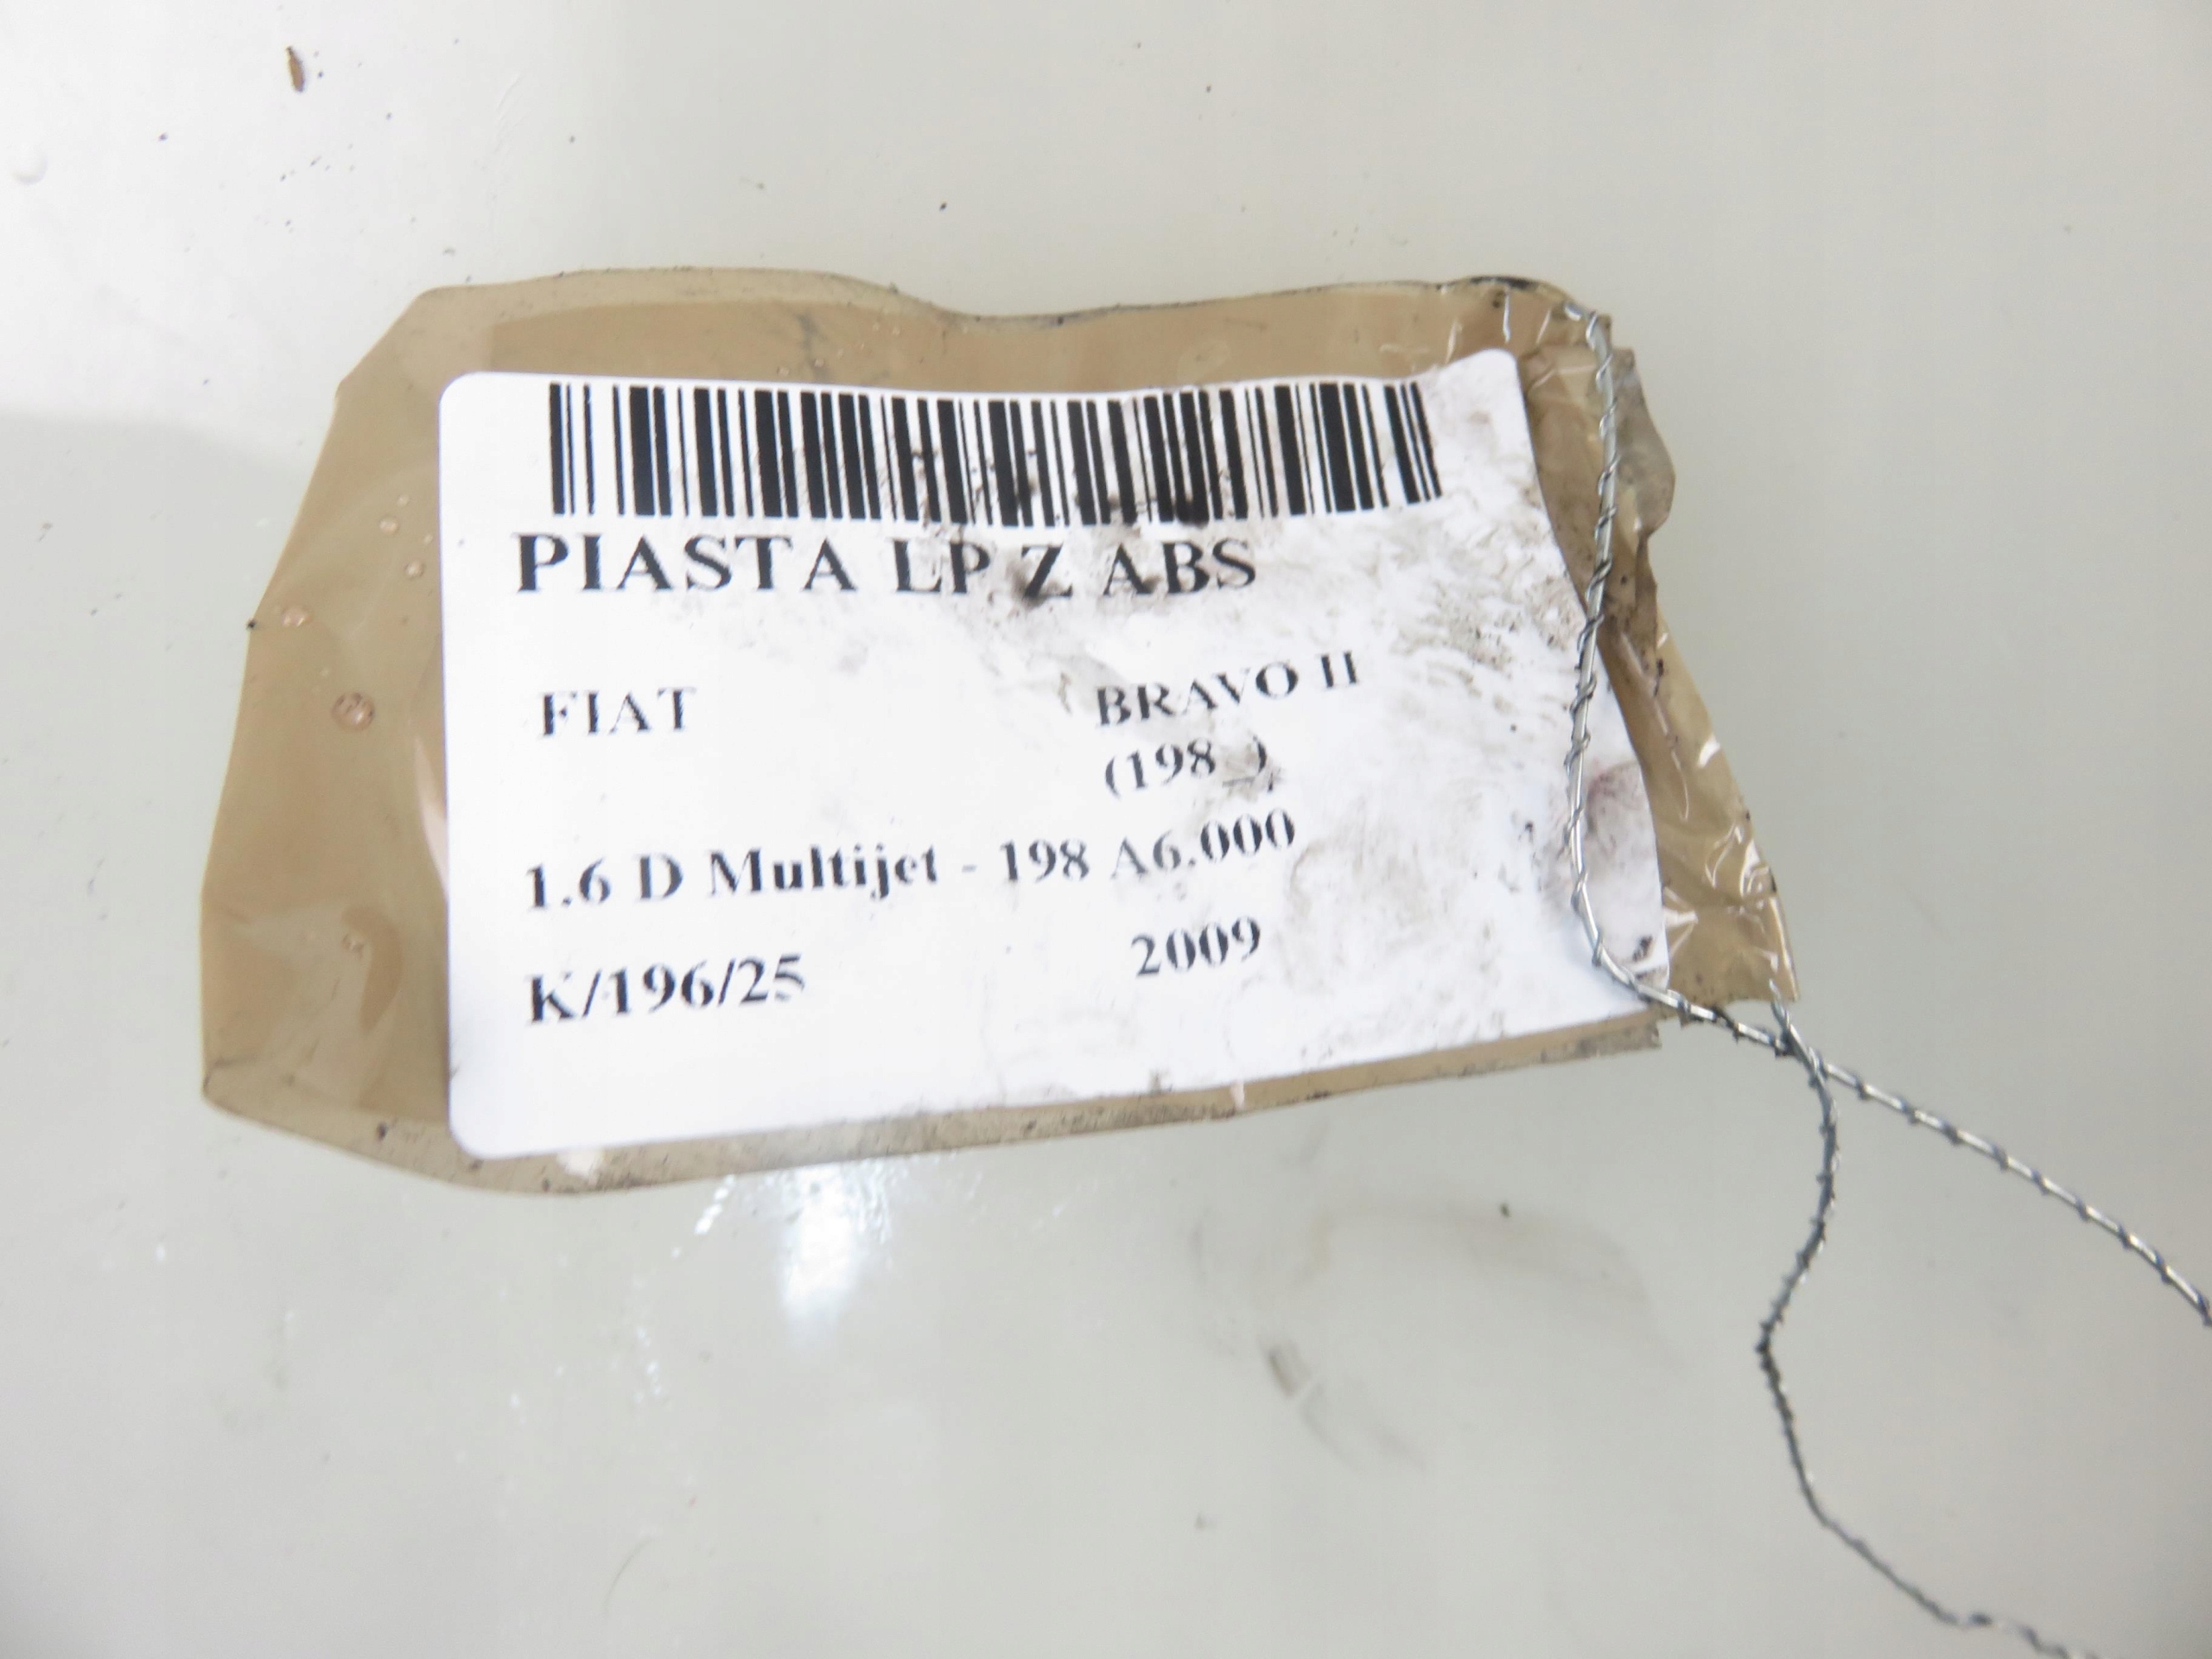 PIASTA LP Z ABS
FIAT BRAVO II
(198_)
1.6 D Multijet - 198 A6.000
K/196/25 2009